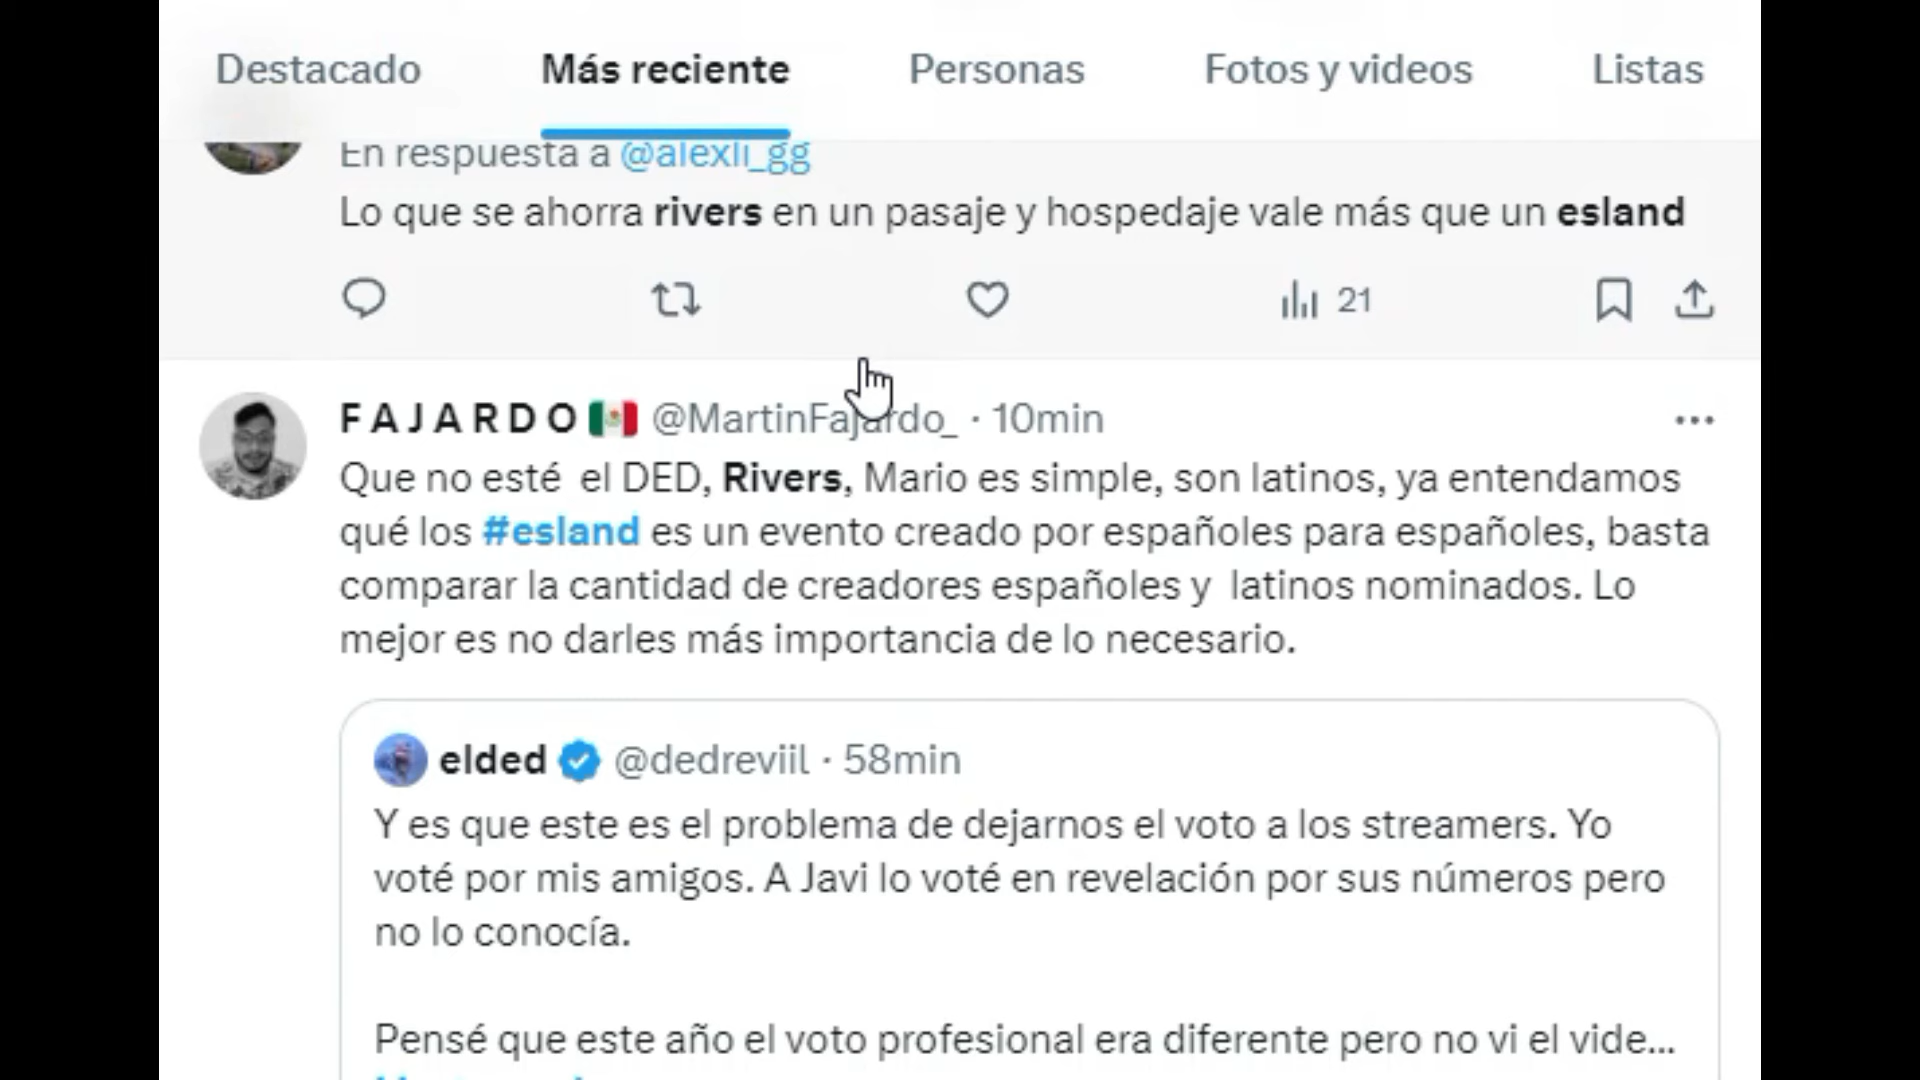 Destacado Más reciente Personas Fotos y videos Listas
En respuesta a @alexli_gg
Lo que se ahorra rivers en un pasaje y hospedaje vale más que un esland
21
F A J A R D O @MartinFajardo_ · 10min
Que no esté el DED, Rivers, Mario es simple, son latinos, ya entendamos
qué los #esland es un evento creado por españoles para españoles, basta
comparar la cantidad de creadores españoles y latinos nominados. Lo
mejor es no darles más importancia de lo necesario.
elded @dedreviil · 58min
Y es que este es el problema de dejarnos el voto a los streamers. Yo
voté por mis amigos. A Javi lo voté en revelación por sus números pero
no lo conocía.
Pensé que este año el voto profesional era diferente pero no vi el vide...